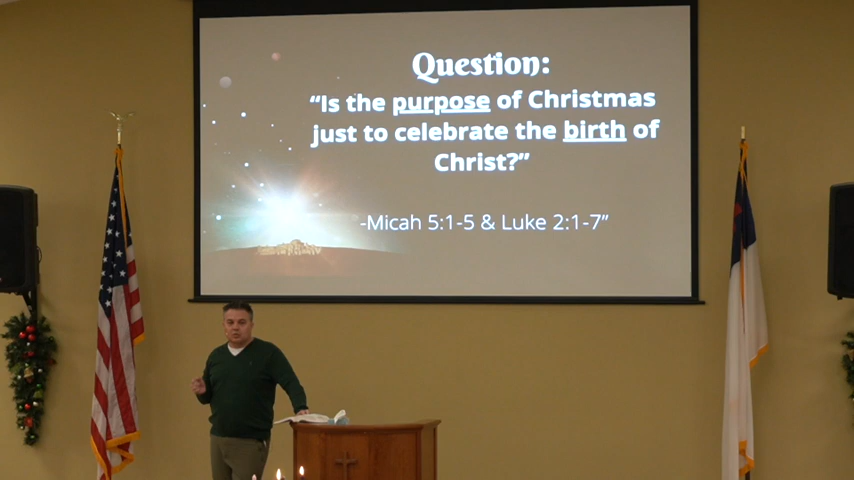 Question:
“Is the purpose of Christmas
just to celebrate the birth of
Christ?”
-Micah 5:1-5 & Luke 2:1-7”